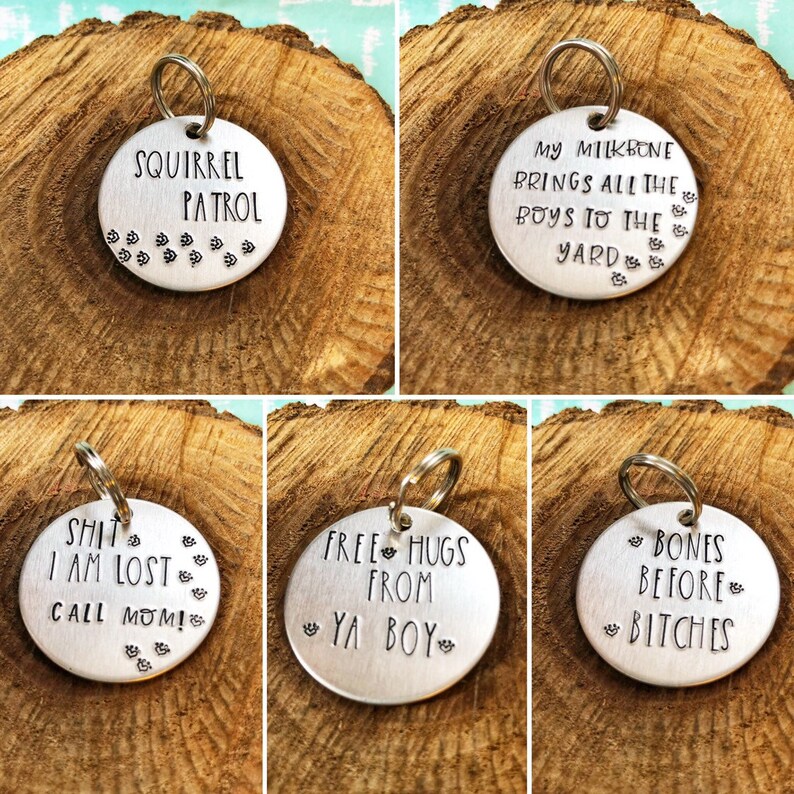 SQUIRREL
PATROL
MY MILKBONE
BRINGS ALL THE
BOYS TO THE
YARD
SHIT
I AM LOST
CALL MOM!
FREE HUGS
FROM
YA BOY
BONES
BEFORE
BITCHES